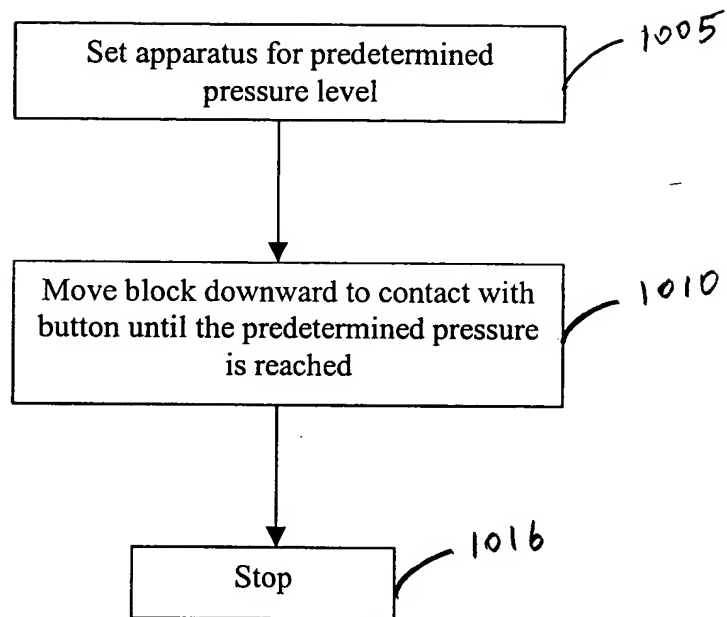 Set apparatus for predetermined
pressure level
1005
Move block downward to contact with
button until the predetermined pressure
is reached
1010
Stop
1016